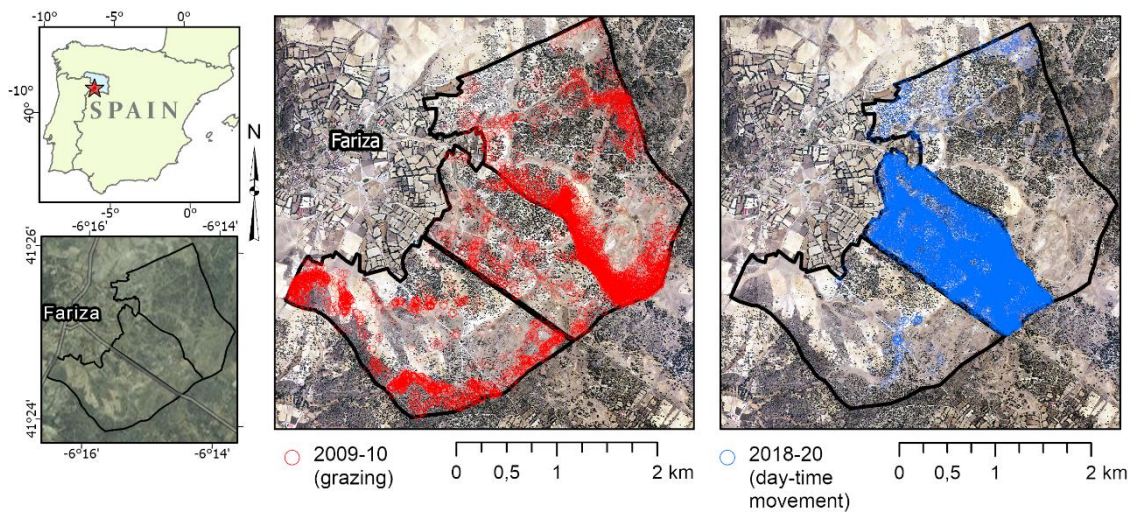 -10° -5° 0° 5°
-10°
40°
SPAIN
-5° 0°
N
-6°16' -6°14'
41°26'
41°24'
Fariza
-6°16' -6°14'
Fariza
2009-10
(grazing)
0 0,5 1 2 km
2018-20
(day-time
movement)
0 0,5 1 2 km